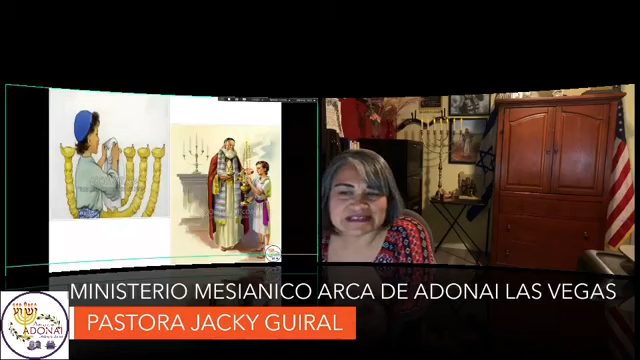 MINISTERIO MESIANICO ARCA DE ADONAI LAS VEGAS
PASTORA JACKY GUIRAL
ADONAI